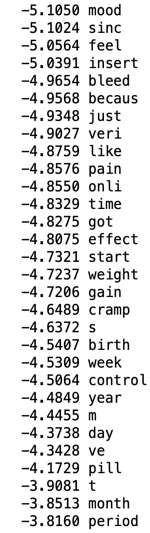 -5.1050 mood
-5.1024 sinc
-5.0564 feel
-5.0391 insert
-4.9654 bleed
-4.9568 becaus
-4.9348 just
-4.9027 veri
-4.8759 like
-4.8576 pain
-4.8550 onli
-4.8329 time
-4.8275 got
-4.8075 effect
-4.7321 start
-4.7237 weight
-4.7206 gain
-4.6489 cramp
-4.6372 s
-4.5407 birth
-4.5309 week
-4.5064 control
-4.4849 year
-4.4455 m
-4.3738 day
-4.3428 ve
-4.1729 pill
-3.9081 t
-3.8513 month
-3.8160 period